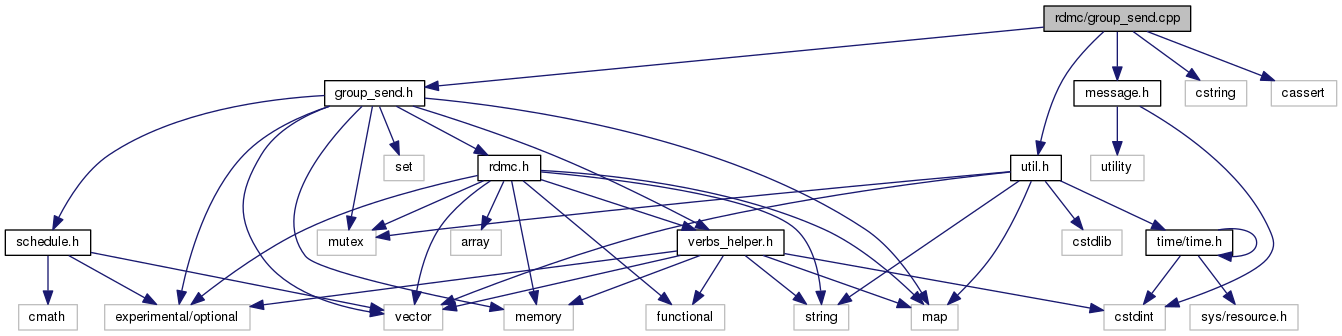 rdmc/group_send.cpp
group_send.h
message.h
cstring
cassert
set
rdmc.h
util.h
utility
schedule.h
mutex
array
verbs_helper.h
cstdlib
time/time.h
cmath
experimental/optional
vector
memory
functional
string
map
cstdint
sys/resource.h